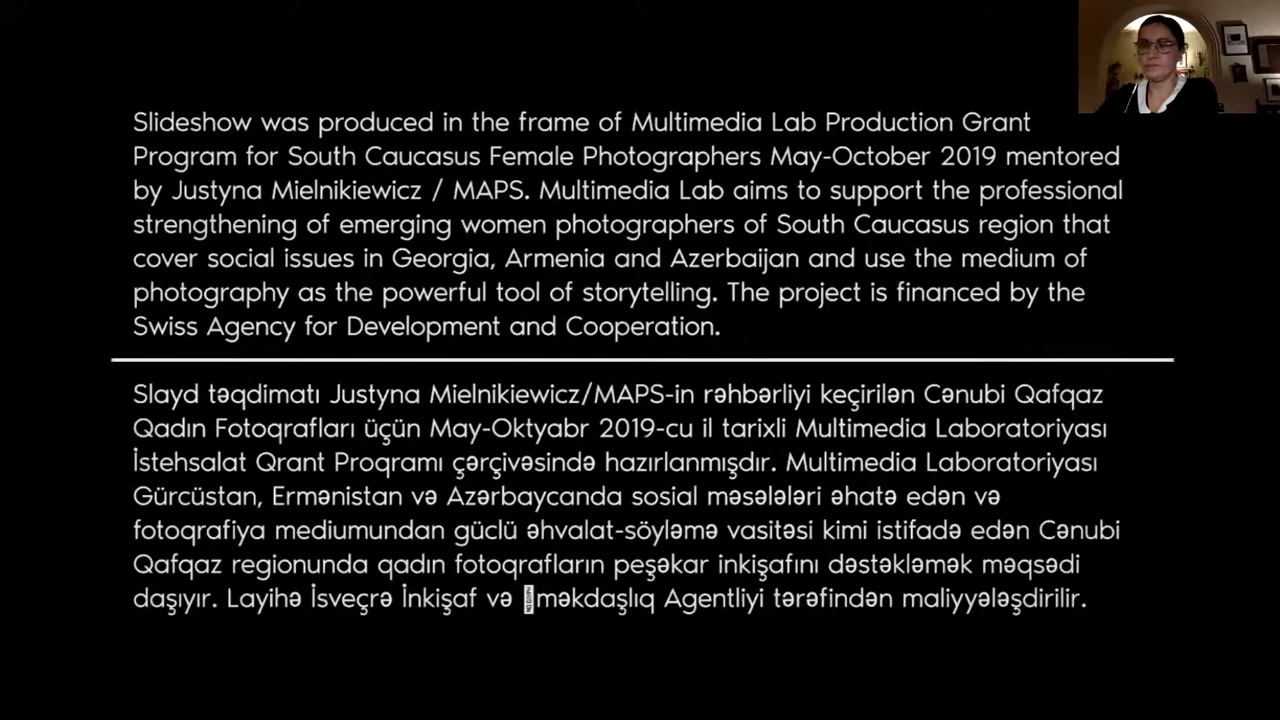 Slideshow was produced in the frame of Multimedia Lab Production Grant
Program for South Caucasus Female Photographers May-October 2019 mentored
by Justyna Mielnikiewicz / MAPS. Multimedia Lab aims to support the professional
strengthening of emerging women photographers of South Caucasus region that
cover social issues in Georgia, Armenia and Azerbaijan and use the medium of
photography as the powerful tool of storytelling. The project is financed by the
Swiss Agency for Development and Cooperation.
Slayd təqdimatı Justyna Mielnikiewicz/MAPS-in rəhbərliyi keçirilən Cənubi Qafqaz
Qadın Fotoqrafları üçün May-Oktyabr 2019-cu il tarixli Multimedia Laboratoriyası
İstehsalat Qrant Proqramı çərçivəsində hazırlanmışdır. Multimedia Laboratoriyası
Gürcüstan, Ermənistan və Azərbaycanda sosial məsələləri əhatə edən və
fotoqrafiya mediumundan güclü əhvalat-söyləmə vasitəsi kimi istifadə edən Cənubi
Qafqaz regionunda qadın fotoqrafların peşəkar inkişafını dəstəkləmək məqsədi
daşıyır. Layihə İsveçrə İnkişaf və məkdaşlıq Agentliyi tərəfindən maliyyələşdirilir.